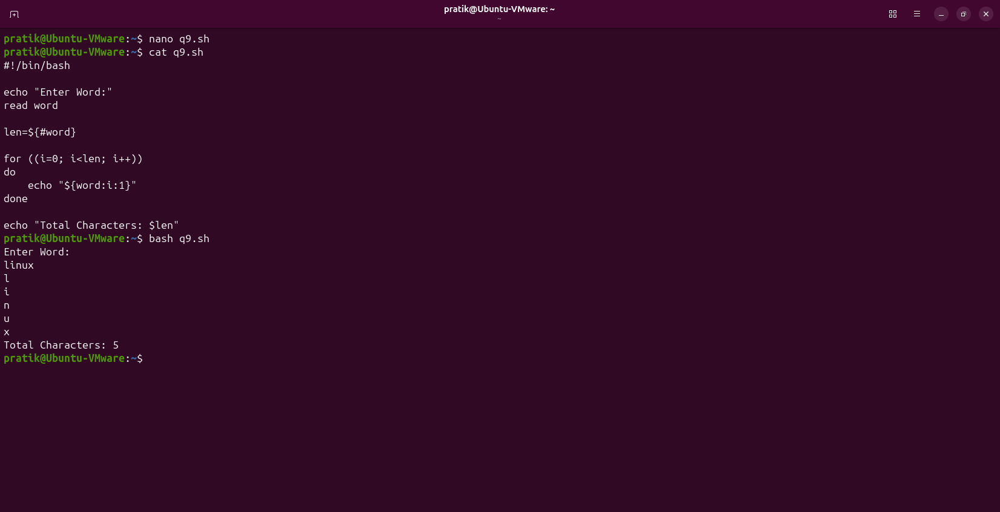 pratik@Ubuntu-VMware: ~
~
pratik@Ubuntu-VMware:~$ nano q9.sh
pratik@Ubuntu-VMware:~$ cat q9.sh
#!/bin/bash

echo "Enter Word:"
read word

len=${#word}

for ((i=0; i<len; i++))
do
    echo "${word:i:1}"
done

echo "Total Characters: $len"
pratik@Ubuntu-VMware:~$ bash q9.sh
Enter Word:
linux
l
i
n
u
x
Total Characters: 5
pratik@Ubuntu-VMware:~$